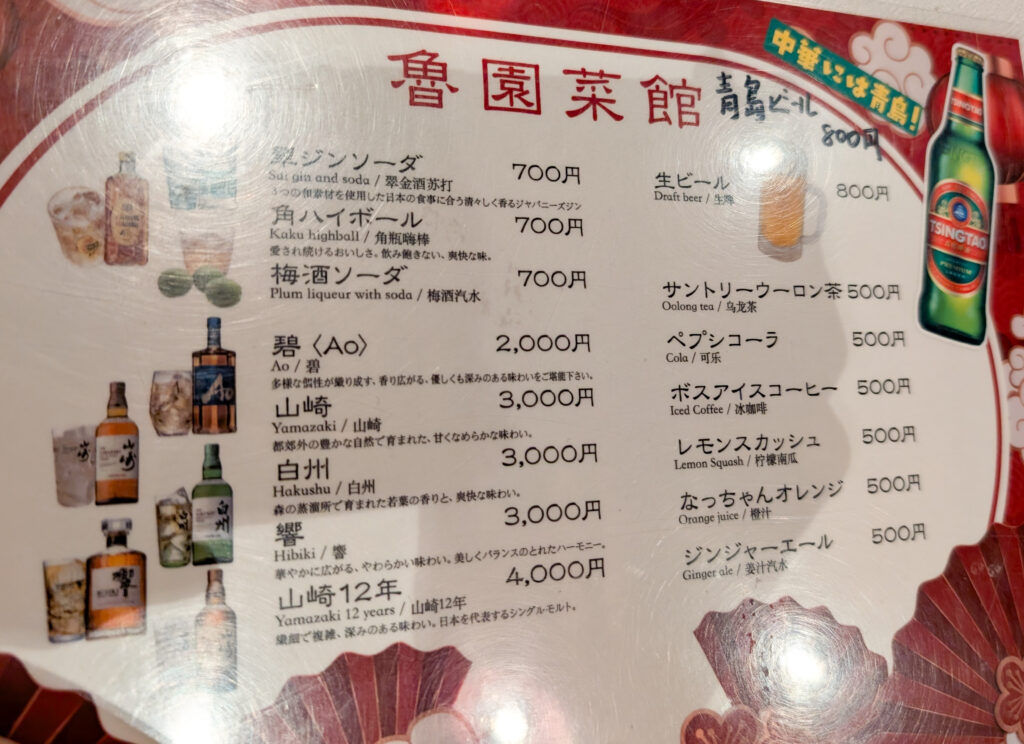 魯園菜館
青島ビール
800円
中華には青島!
TSINGTAO
TSINGTAO
PREMIUM
翠ジンソーダ 700円
Sui gin and soda / 翠金酒苏打
3つの和素材を使用した日本の食事に合う清々しく香るジャパニーズジン
角ハイボール 700円
Kaku highball / 角瓶嗨棒
愛され続けるおいしさ。飲み飽きない、爽快な味。
梅酒ソーダ 700円
Plum liqueur with soda / 梅酒汽水
碧〈Ao〉 2,000円
Ao / 碧
多様な個性が織り成す、香り広がる、優しくも深みのある味わいをご堪能下さい。
山崎 3,000円
Yamazaki / 山崎
都郊外の豊かな自然で育まれた、甘くなめらかな味わい。
白州 3,000円
Hakushu / 白州
森の蒸溜所で育まれた若葉の香りと、爽快な味わい。
響 3,000円
Hibiki / 響
華やかに広がる、やわらかい味わい。美しくバランスのとれたハーモニー。
山崎12年 4,000円
Yamazaki 12 years / 山崎12年
繊細で複雑、深みのある味わい。日本を代表するシングルモルト。
生ビール 800円
Draft beer / 生啤
サントリーウーロン茶 500円
Oolong tea / 乌龙茶
ペプシコーラ 500円
Cola / 可乐
ボスアイスコーヒー 500円
Iced Coffee / 冰咖啡
レモンスカッシュ 500円
Lemon Squash / 柠檬南瓜
なっちゃんオレンジ 500円
Orange juice / 橙汁
ジンジャーエール 500円
Ginger ale / 姜汁汽水
Ao
山崎
白州
響